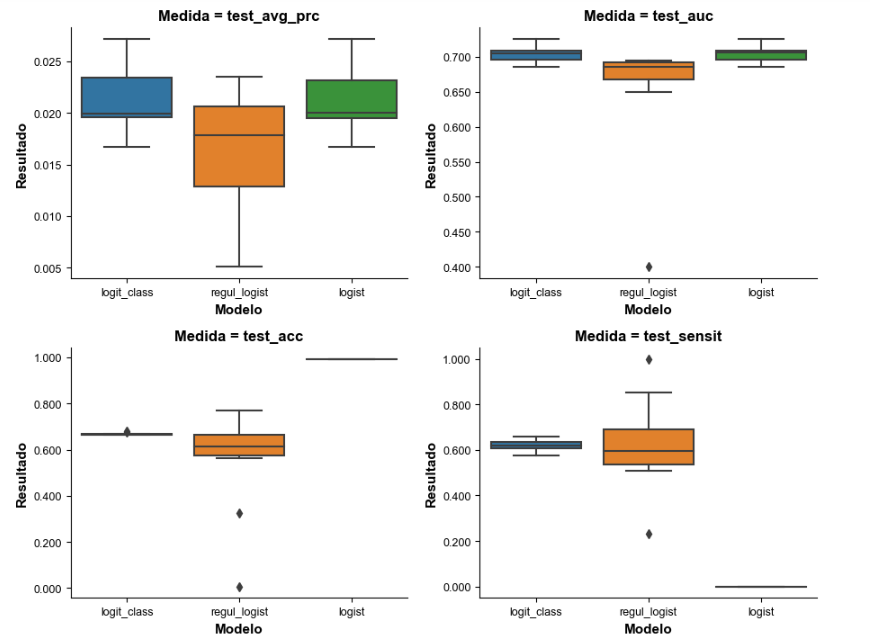 Medida = test_avg_prc
Resultado
0.025
0.020
0.015
0.010
0.005
logit_class regul_logist logist
Modelo
Medida = test_auc
Resultado
0.700
0.650
0.600
0.550
0.500
0.450
0.400
logit_class regul_logist logist
Modelo
Medida = test_acc
Resultado
1.000
0.800
0.600
0.400
0.200
0.000
logit_class regul_logist logist
Modelo
Medida = test_sensit
Resultado
1.000
0.800
0.600
0.400
0.200
0.000
logit_class regul_logist logist
Modelo